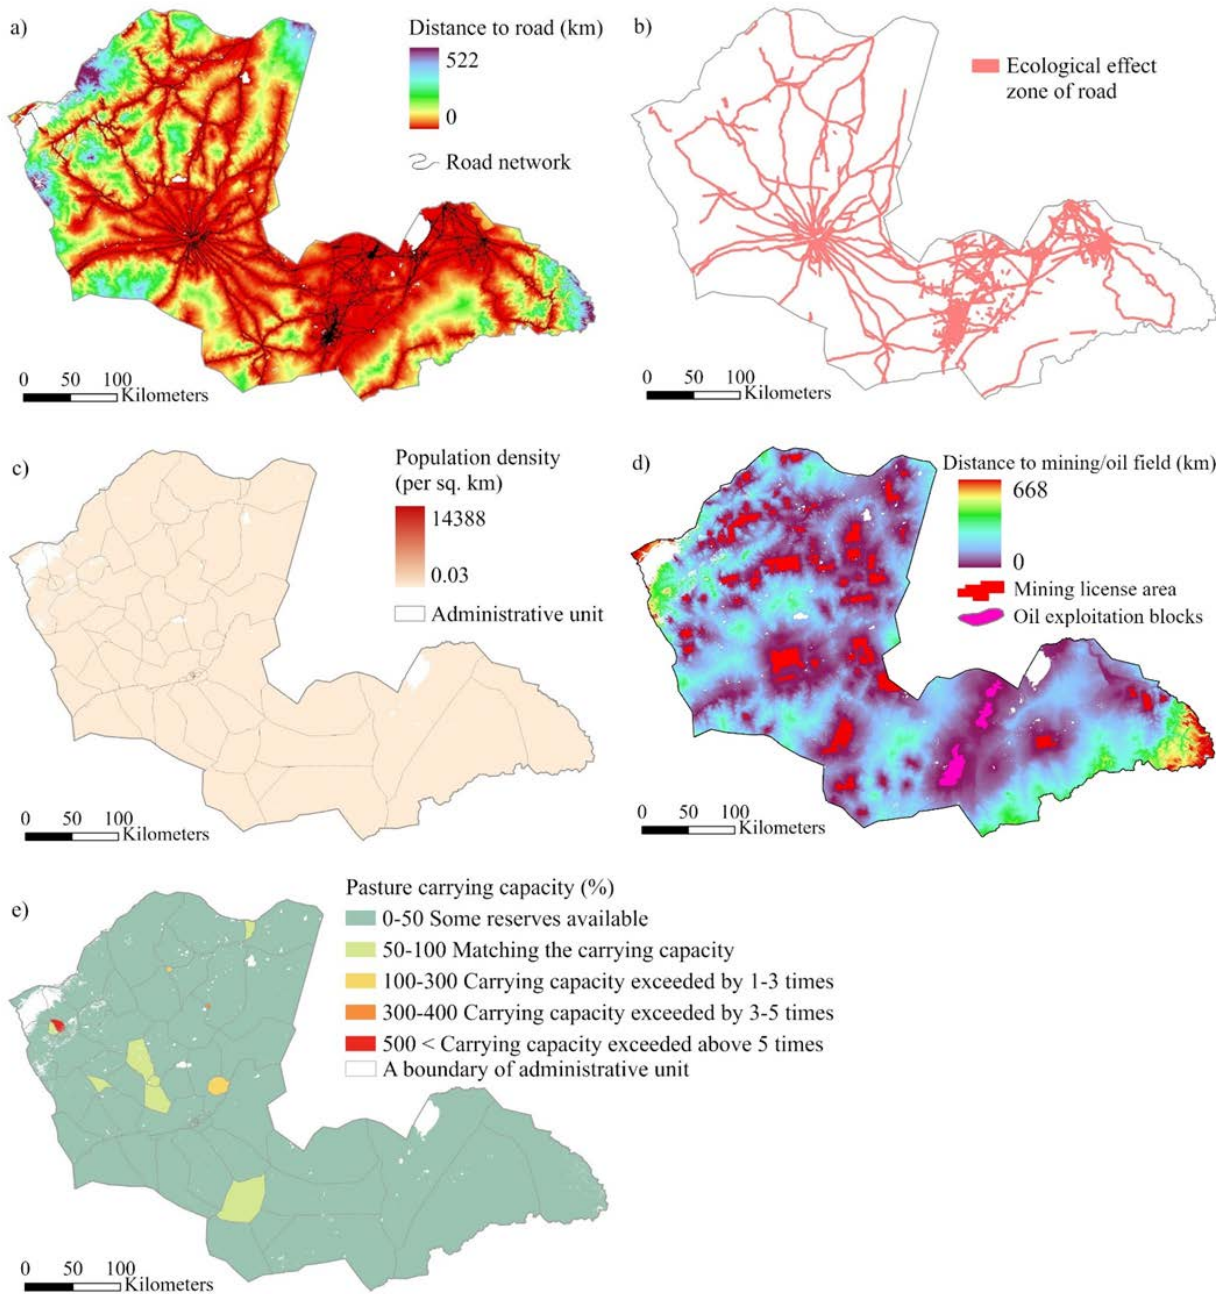 a)
Distance to road (km)
522
0
Road network
0 50 100
Kilometers
b)
Ecological effect
zone of road
0 50 100
Kilometers
c)
Population density
(per sq. km)
14388
0.03
Administrative unit
0 50 100
Kilometers
d)
Distance to mining/oil field (km)
668
0
Mining license area
Oil exploitation blocks
0 50 100
Kilometers
e)
Pasture carrying capacity (%)
0-50 Some reserves available
50-100 Matching the carrying capacity
100-300 Carrying capacity exceeded by 1-3 times
300-400 Carrying capacity exceeded by 3-5 times
500 < Carrying capacity exceeded above 5 times
A boundary of administrative unit
0 50 100
Kilometers